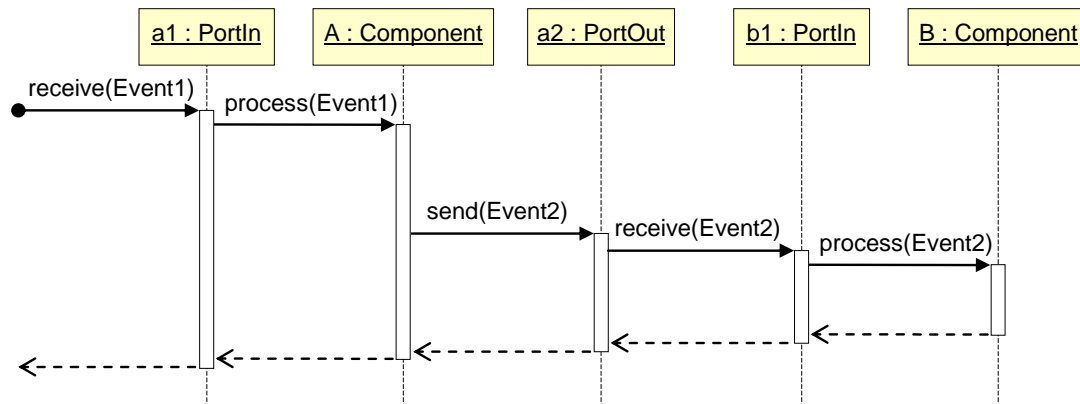 a1 : PortIn
A : Component
a2 : PortOut
b1 : PortIn
B : Component
receive(Event1)
process(Event1)
send(Event2)
receive(Event2)
process(Event2)